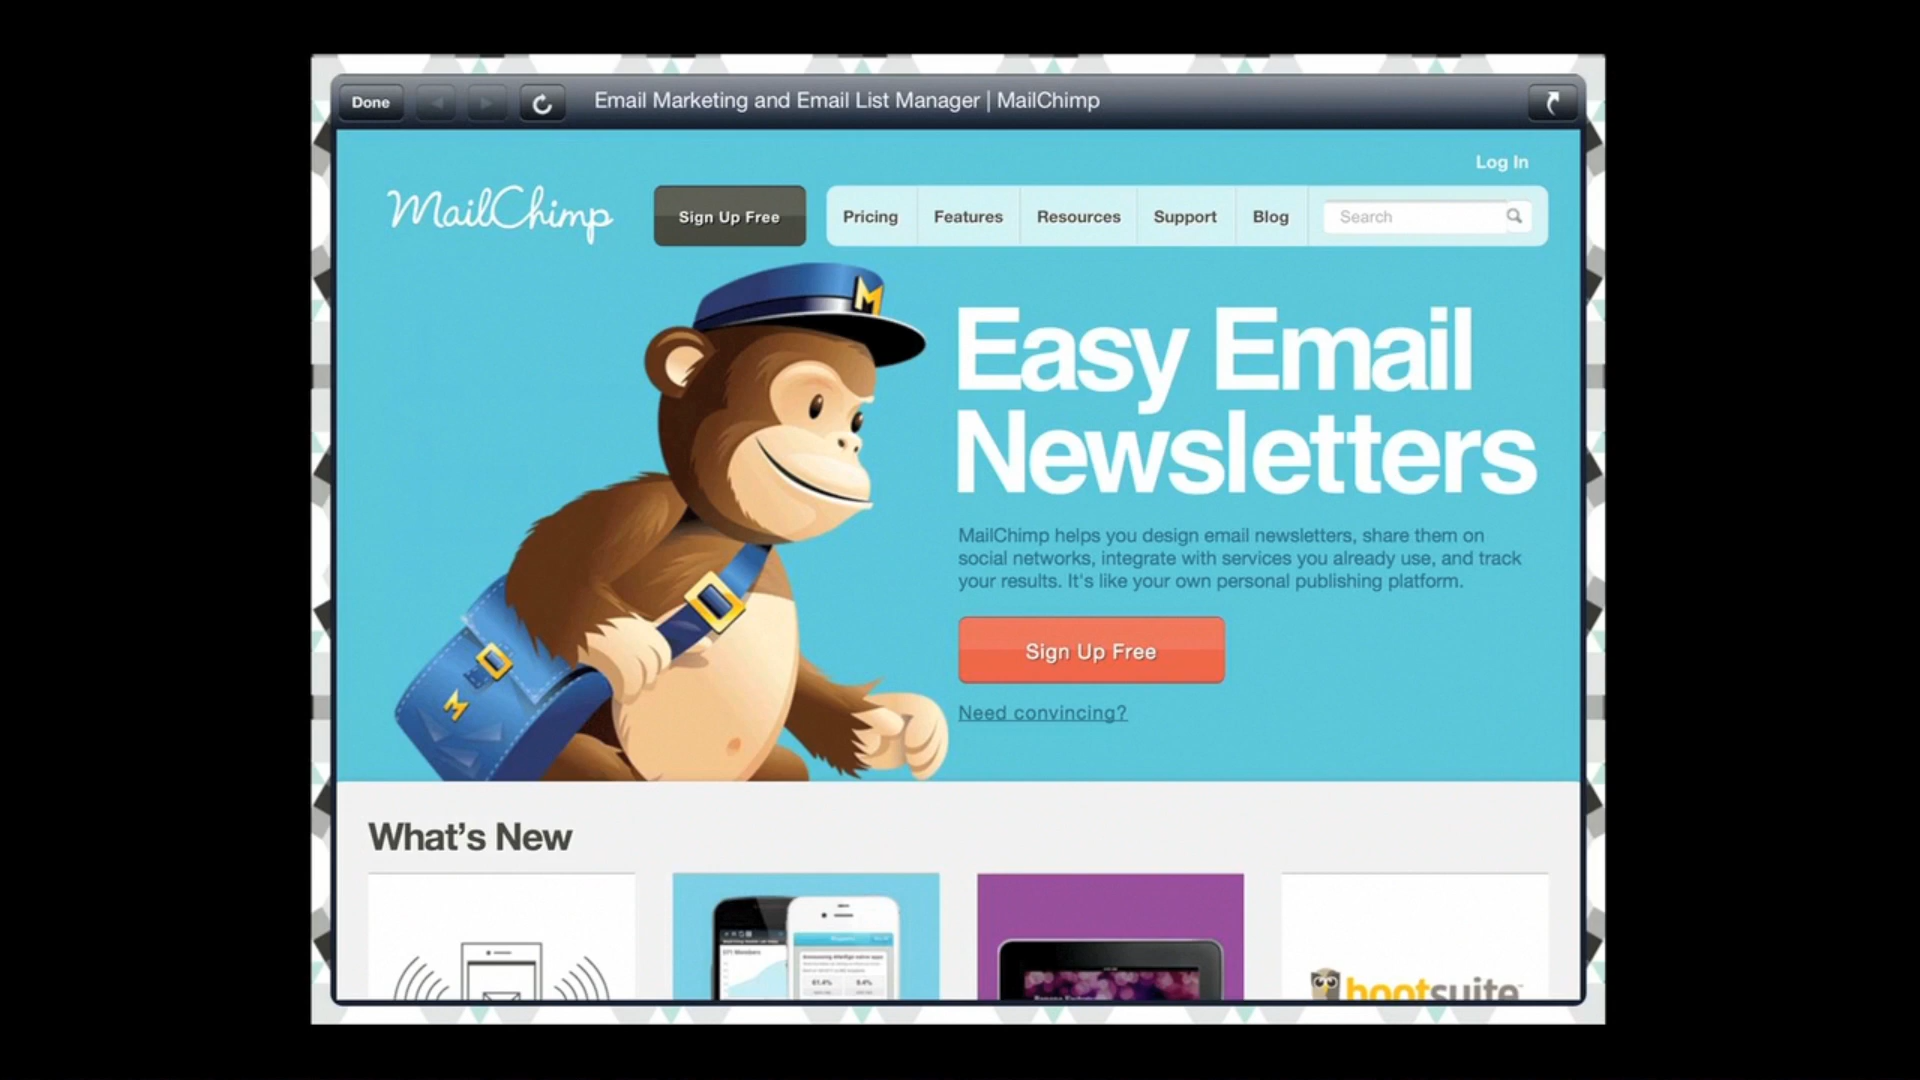 Done
Email Marketing and Email List Manager | MailChimp
Log In
MailChimp
Sign Up Free
Pricing
Features
Resources
Support
Blog
Search
M
Easy Email
Newsletters
MailChimp helps you design email newsletters, share them on
social networks, integrate with services you already use, and track
your results. It's like your own personal publishing platform.
Sign Up Free
M
Need convincing?
What's New
hootsuite